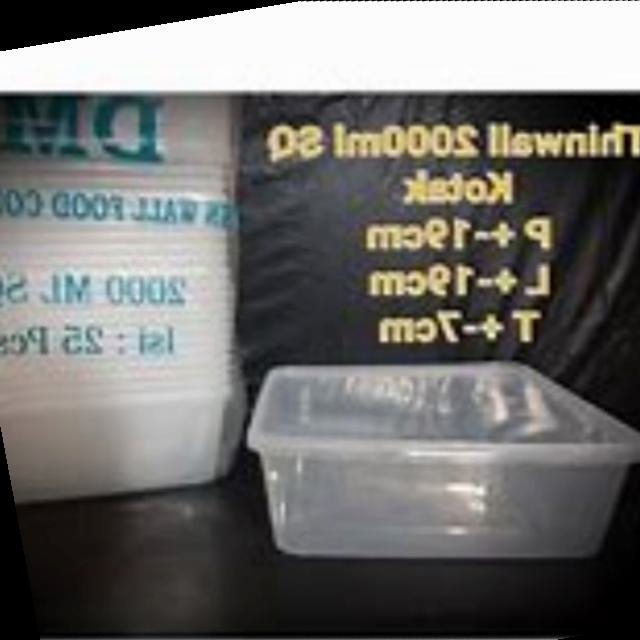 Thinwall 2000ml SQ
Kotak
P +-19cm
L +-19cm
T +-7cm
DM
WALL FOOD CO
2000 ML SQ
Isi : 25 Pcs